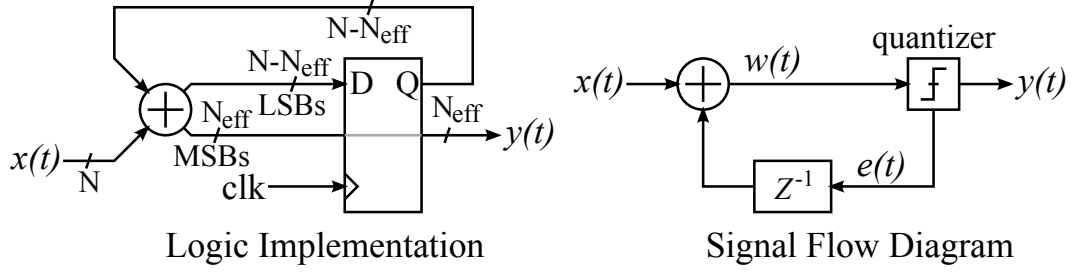 N-N_eff
N-N_eff
D Q
LSBs
N_eff
N_eff
x(t)
y(t)
MSBs
N
clk
Logic Implementation
quantizer
x(t)
w(t)
y(t)
e(t)
Z^-1
Signal Flow Diagram